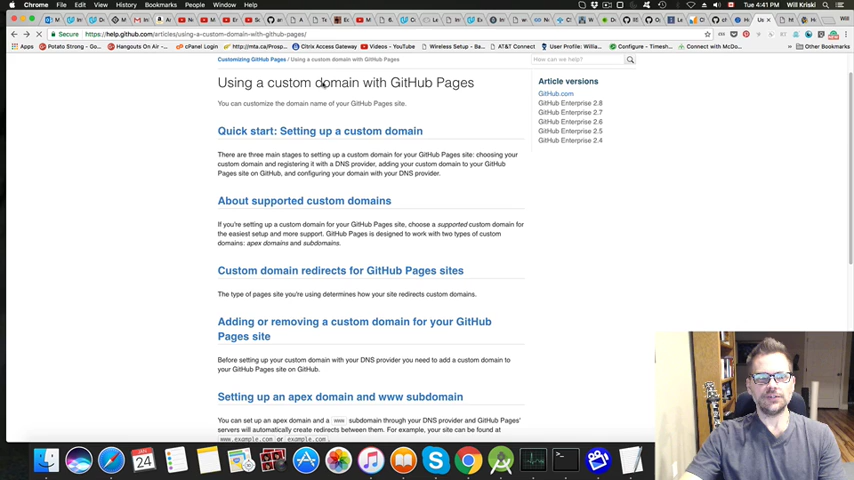 Chrome File Edit View History Bookmarks People Window Help
Tue 4:41 PM Will Kriski
Secure https://help.github.com/articles/using-a-custom-domain-with-github-pages/
Potato Strong - Go
Hangouts On Air -
cPanel Login
http://rita.ca/Prosp
Citrix Access Gateway
Videos - YouTube
Wireless Setup - Ba
AT&T Connect
User Profile: Willia
Configure - Timesh
Connect with McDo
Other Bookmarks
Customizing GitHub Pages / Using a custom domain with GitHub Pages
How can we help?
Using a custom domain with GitHub Pages
You can customize the domain name of your GitHub Pages site.
Quick start: Setting up a custom domain
There are three main stages to setting up a custom domain for your GitHub Pages site: choosing your
custom domain and registering it with a DNS provider, adding your custom domain to your GitHub
Pages site on GitHub, and configuring your domain with your DNS provider.
About supported custom domains
If you're setting up a custom domain for your GitHub Pages site, choose a supported custom domain for
the easiest setup and more support. GitHub Pages is designed to work with two types of custom
domains: apex domains and subdomains.
Custom domain redirects for GitHub Pages sites
The type of pages site you're using determines how your site redirects custom domains.
Adding or removing a custom domain for your GitHub
Pages site
Before setting up your custom domain with your DNS provider you need to add a custom domain to
your GitHub Pages site on GitHub.
Setting up an apex domain and www subdomain
You can set up an apex domain and a www subdomain through your DNS provider and GitHub Pages'
servers will automatically create redirects between them. For example, your site can be found at
www.example.com or example.com.
Article versions
GitHub.com
GitHub Enterprise 2.8
GitHub Enterprise 2.7
GitHub Enterprise 2.6
GitHub Enterprise 2.5
GitHub Enterprise 2.4
JAN
24